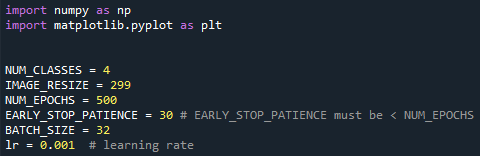 import numpy as np
import matplotlib.pyplot as plt
NUM_CLASSES = 4
IMAGE_RESIZE = 299
NUM_EPOCHS = 500
EARLY_STOP_PATIENCE = 30 # EARLY_STOP_PATIENCE must be < NUM_EPOCHS
BATCH_SIZE = 32
lr = 0.001  # learning rate